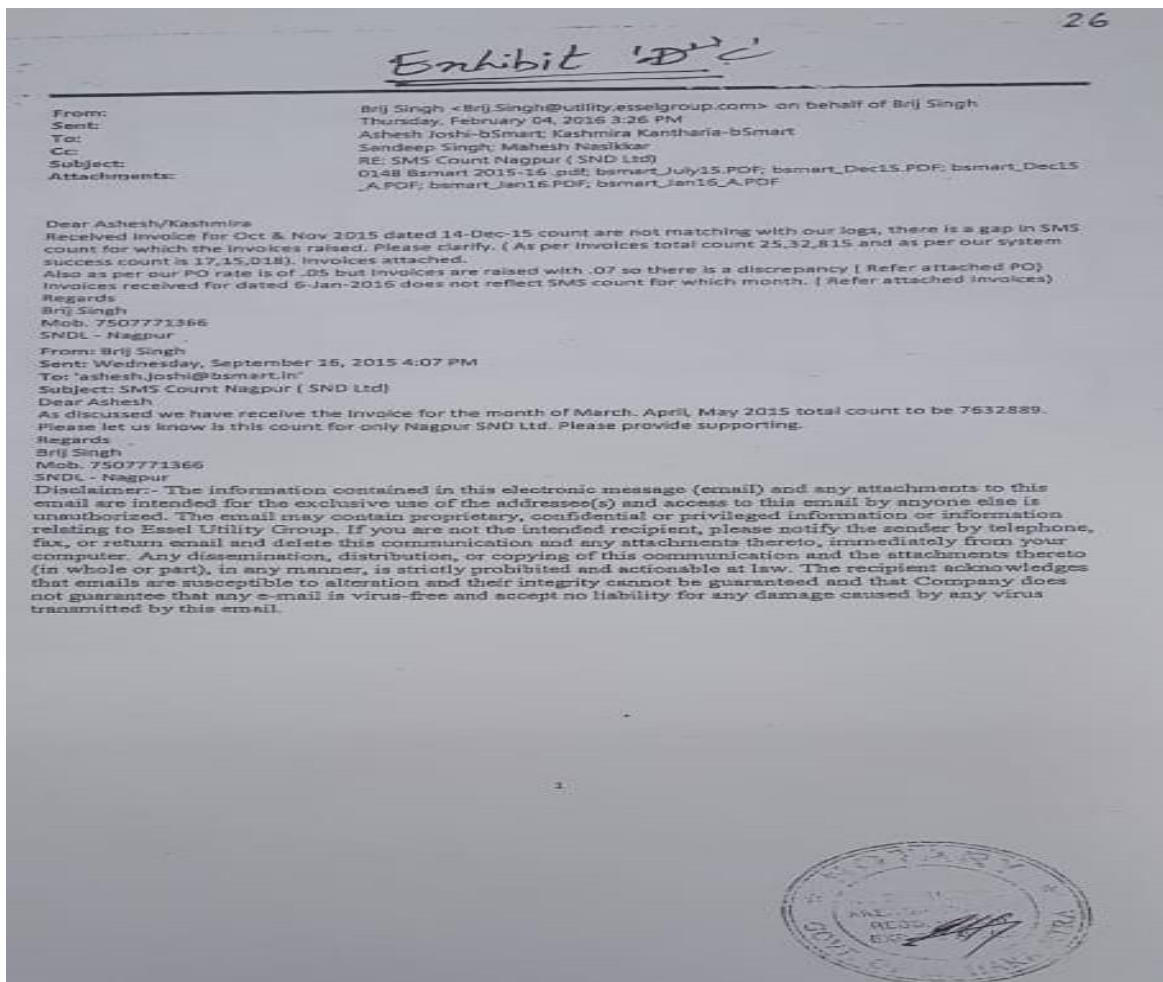 26
Exhibit 'D'
From: Brij Singh <Brij.Singh@utility.esselgroup.com> on behalf of Brij Singh
Sent: Thursday, February 04, 2016 3:26 PM
To: Ashesh Joshi-bSmart; Kashmira Kantharia-bSmart
Cc: Sandeep Singh; Mahesh Nasikkar
Subject: RE: SMS Count Nagpur ( SND Ltd)
Attachments: 0148 Bsmart 2015-16 .pdf; bsmart_July15.PDF; bsmart_Dec15.PDF; bsmart_Dec15
_A.PDF; bsmart_Jan16.PDF; bsmart_Jan16_A.PDF
Dear Ashesh/Kashmira
Received Invoice for Oct & Nov 2015 dated 14-Dec-15 count are not matching with our logs, there is a gap in SMS
count for which the Invoices raised. Please clarify. ( As per Invoices total count 25,32,815 and as per our system
success count is 17,15,018). Invoices attached.
Also as per our PO rate is of .05 but Invoices are raised with .07 so there is a discrepancy ( Refer attached PO)
Invoices received for dated 6-Jan-2016 does not reflect SMS count for which month. ( Refer attached Invoices)
Regards
Brij Singh
Mob. 7507771366
SNDL - Nagpur
From: Brij Singh
Sent: Wednesday, September 16, 2015 4:07 PM
To: 'ashesh.joshi@bsmart.in'
Subject: SMS Count Nagpur ( SND Ltd)
Dear Ashesh
As discussed we have receive the Invoice for the month of March. April, May 2015 total count to be 7632889.
Please let us know is this count for only Nagpur SND Ltd. Please provide supporting.
Regards
Brij Singh
Mob. 7507771366
SNDL - Nagpur
Disclaimer:- The information contained in this electronic message (email) and any attachments to this
email are intended for the exclusive use of the addressee(s) and access to this email by anyone else is
unauthorized. The email may contain proprietary, confidential or privileged information or information
relating to Essel Utility Group. If you are not the intended recipient, please notify the sender by telephone,
fax, or return email and delete this communication and any attachments thereto, immediately from your
computer. Any dissemination, distribution, or copying of this communication and the attachments thereto
(in whole or part), in any manner, is strictly prohibited and actionable at law. The recipient acknowledges
that emails are susceptible to alteration and their integrity cannot be guaranteed and that Company does
not guarantee that any e-mail is virus-free and accept no liability for any damage caused by any virus
transmitted by this email.
1
NOTARY